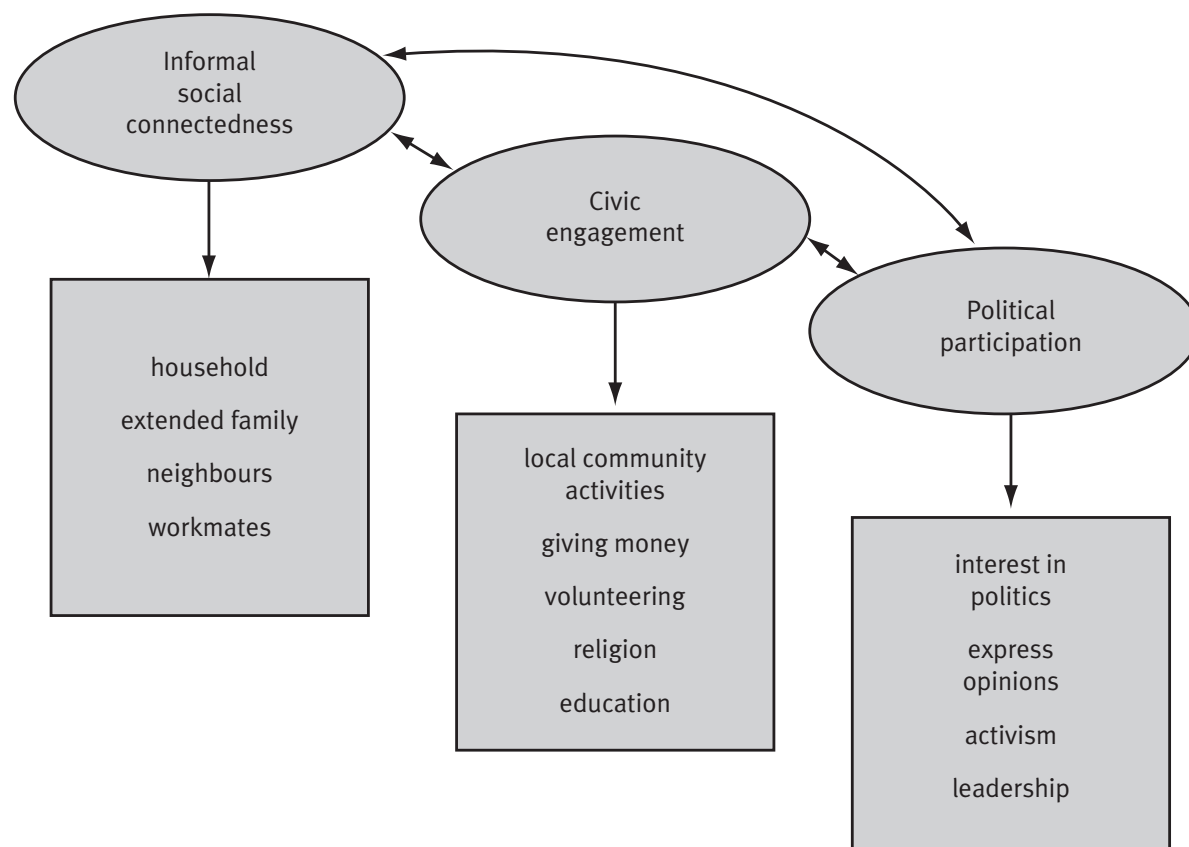 Informal
social
connectedness
Civic
engagement
Political
participation
household
extended family
neighbours
workmates
local community
activities
giving money
volunteering
religion
education
interest in
politics
express
opinions
activism
leadership